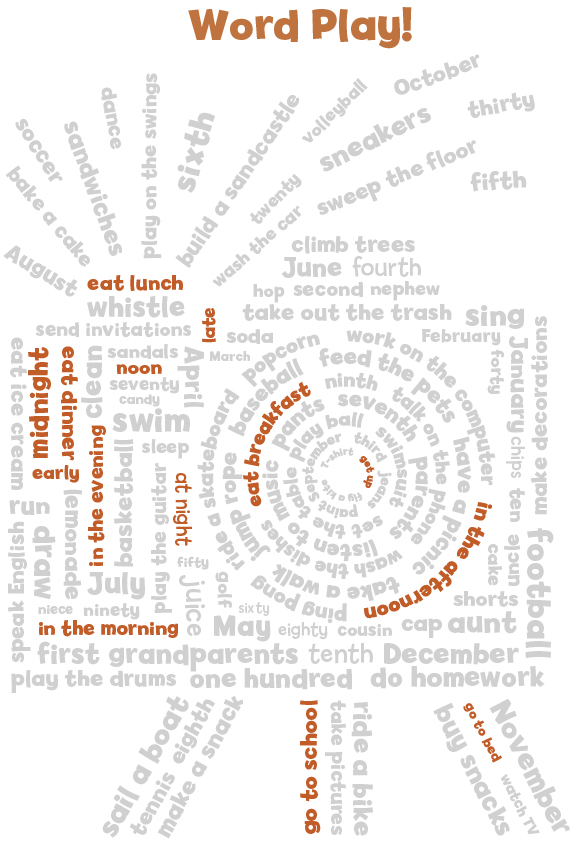 Word Play!
October
thirty
volleyball
sneakers
sweep the floor
fifth
dance
play on the swings
sixth
build a sandcastle
soccer
sandwiches
bake a cake
twenty
wash the car
August
climb trees
June fourth
eat lunch
hop second nephew
whistle
late
take out the trash
sing
send invitations
soda
popcorn
work on the computer
February
eat ice cream
midnight
eat dinner
clean
sandals
March
April
noon
seventy
candy
swim
sleep
baseball
feed the pets
ninth
forty
January
make decorations
eat breakfast
pants
seventh
talk on the phone
have a picnic
play ball
swimsuit
parents
September
third
jeans
T-shirt
get up
fly a kite
paint
set the table
listen to music
wash the dishes
take a walk
ping pong
jump rope
ride a skateboard
in the afternoon
chips
ten
early
in the evening
basketball
play the guitar
at night
run
draw
lemonade
fifty
cake
uncle
football
speak English
July
juice
golf
shorts
niece
ninety
sixty
in the morning
May
eighty
cousin
cap
aunt
first grandparents tenth December
play the drums
one hundred
do homework
sail a boat
tennis
eighth
make a snack
go to school
take pictures
ride a bike
buy snacks
go to bed
November
watch TV